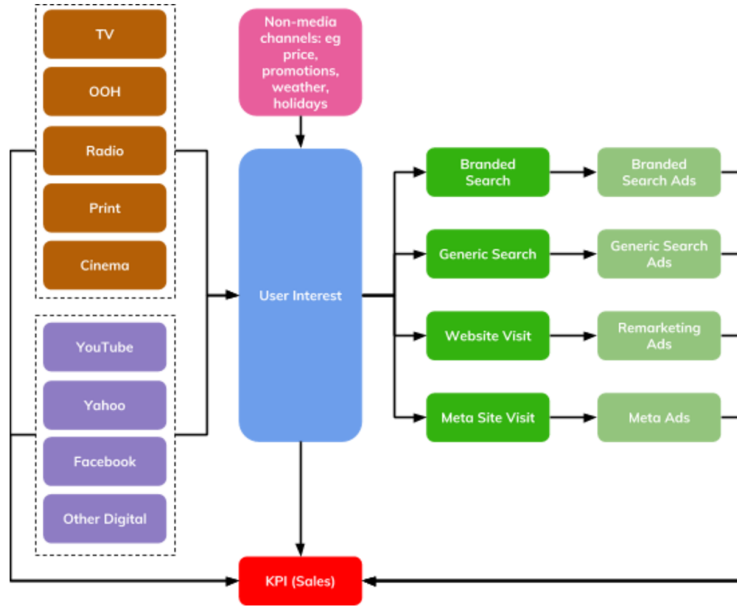 TV
OOH
Radio
Print
Cinema
YouTube
Yahoo
Facebook
Other Digital
Non-media
channels: eg
price,
promotions,
weather,
holidays
User Interest
KPI (Sales)
Branded
Search
Generic Search
Website Visit
Meta Site Visit
Branded
Search Ads
Generic Search
Ads
Remarketing
Ads
Meta Ads